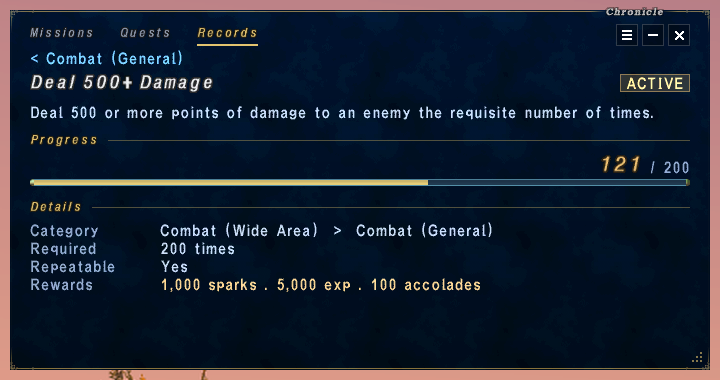 Chronicle
Missions Quests Records
< Combat (General)
Deal 500+ Damage
ACTIVE
Deal 500 or more points of damage to an enemy the requisite number of times.
Progress
121 / 200
Details
Category Combat (Wide Area) > Combat (General)
Required 200 times
Repeatable Yes
Rewards 1,000 sparks . 5,000 exp . 100 accolades